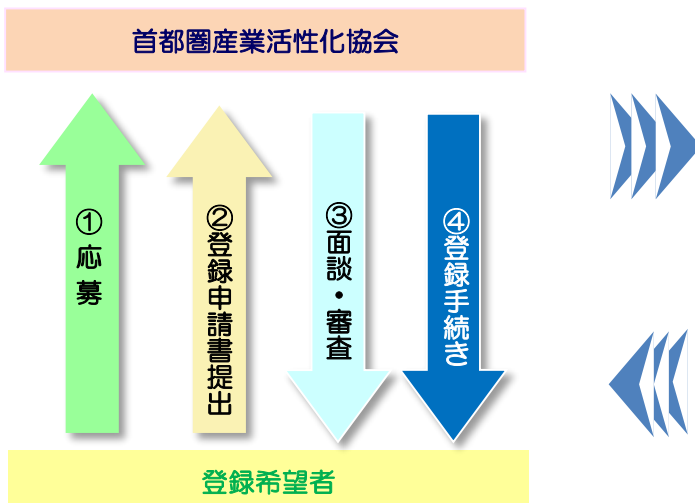 首都圏産業活性化協会
①応募
②登録申請書提出
③面談・審査
④登録手続き
登録希望者